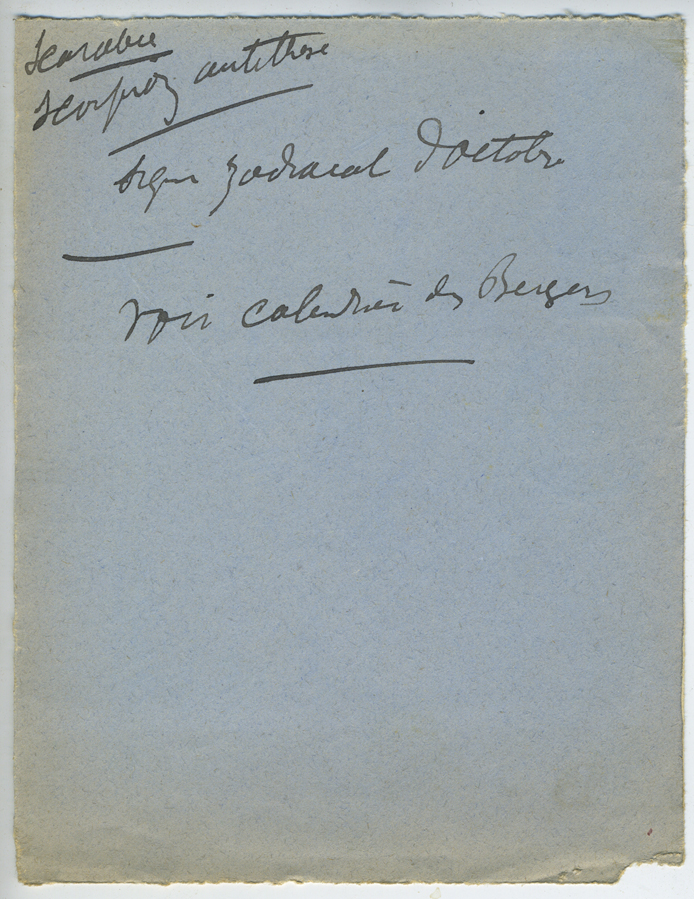 Scarabée
Scorpion antithèse
signe zodiacal d'octobre
voir calendrier des Bergers